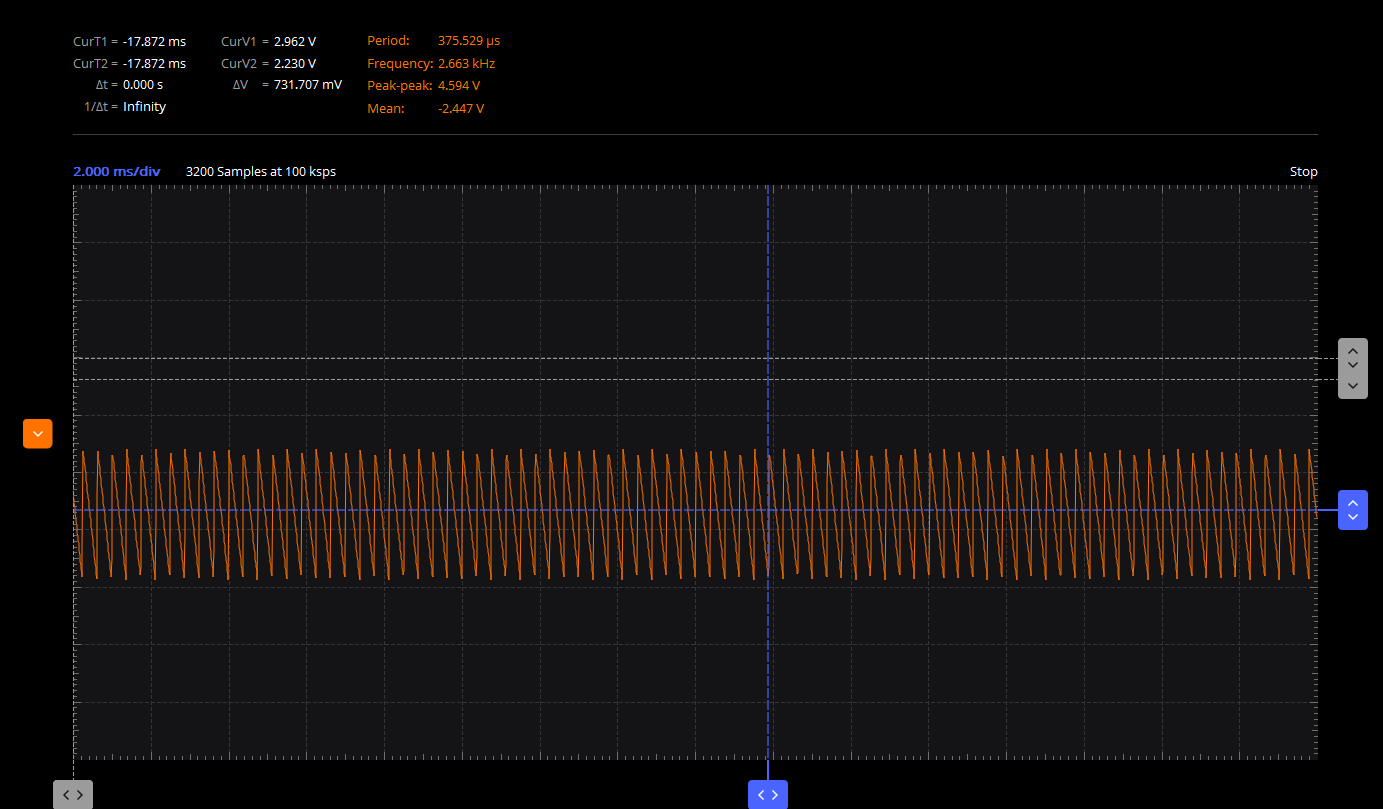 CurT1 = -17.872 ms CurV1 = 2.962 V Period: 375.529 µs
CurT2 = -17.872 ms CurV2 = 2.230 V Frequency: 2.663 kHz
Δt = 0.000 s ΔV = 731.707 mV Peak-peak: 4.594 V
1/Δt = Infinity Mean: -2.447 V
2.000 ms/div 3200 Samples at 100 ksps Stop